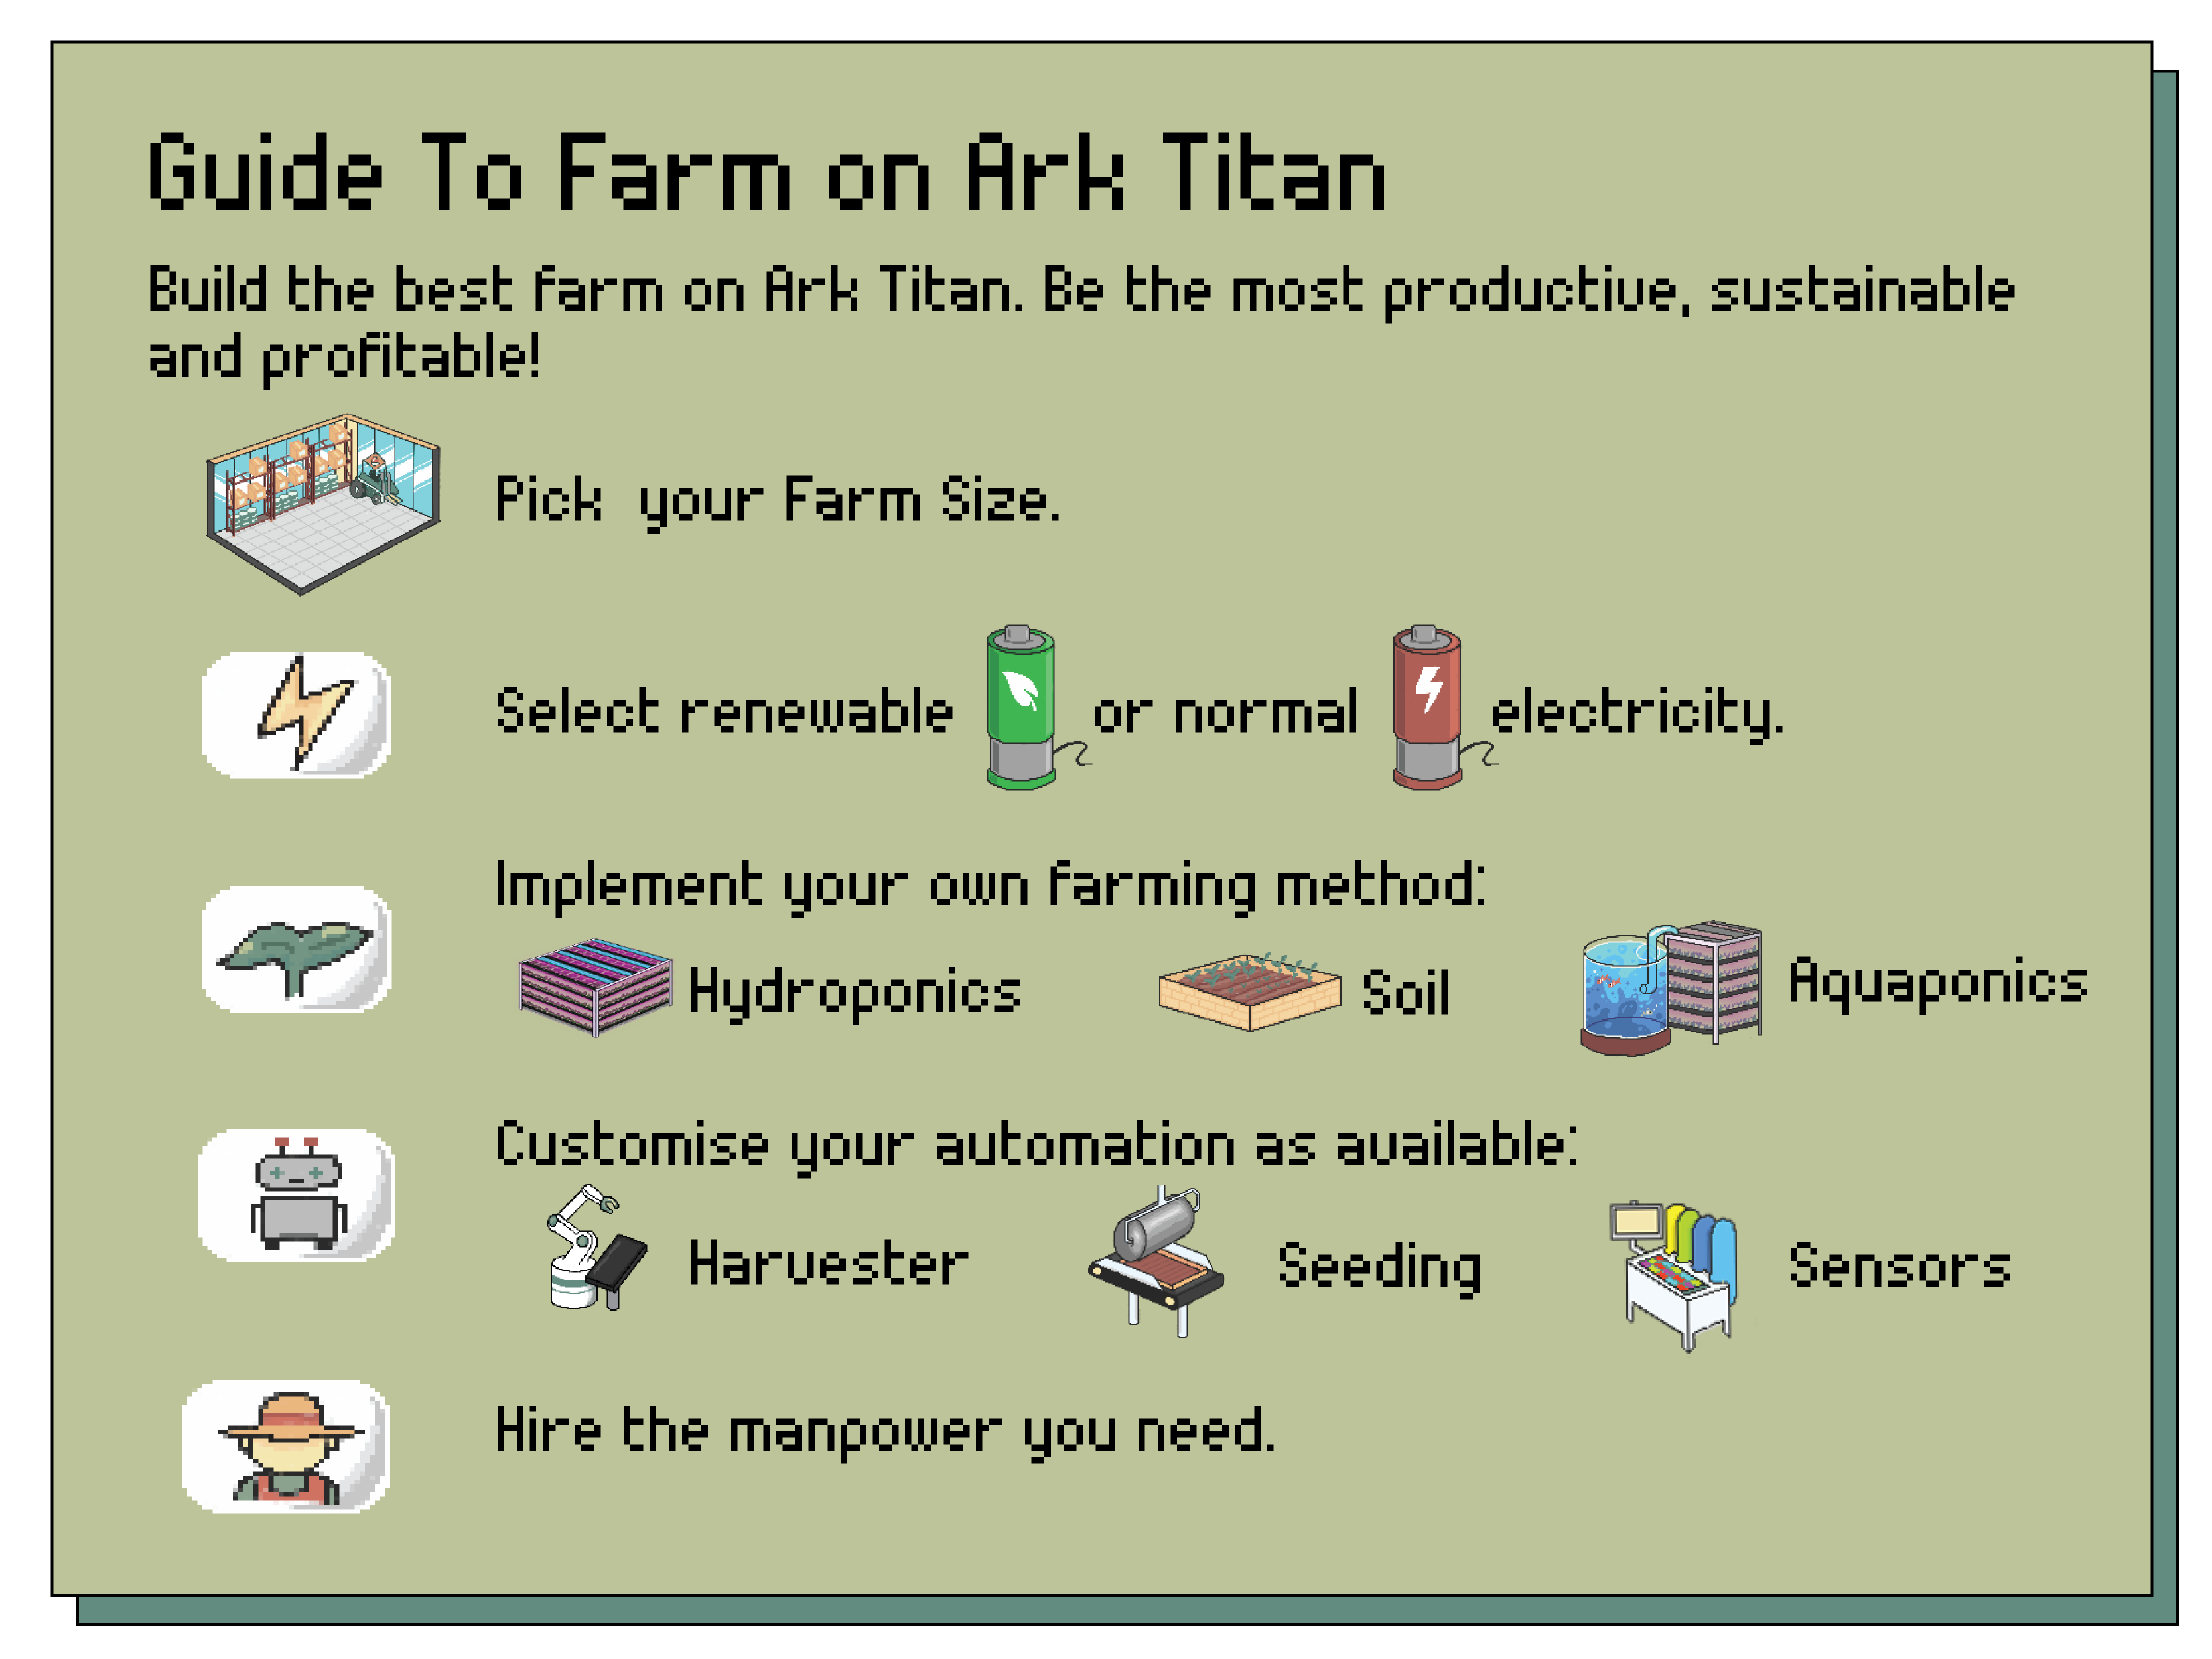 Guide To Farm on Ark Titan
Build the best farm on Ark Titan. Be the most productive, sustainable
and profitable!
Pick your Farm Size.
Select renewable or normal electricity.
Implement your own farming method:
Hydroponics Soil Aquaponics
Customise your automation as available:
Harvester Seeding Sensors
Hire the manpower you need.